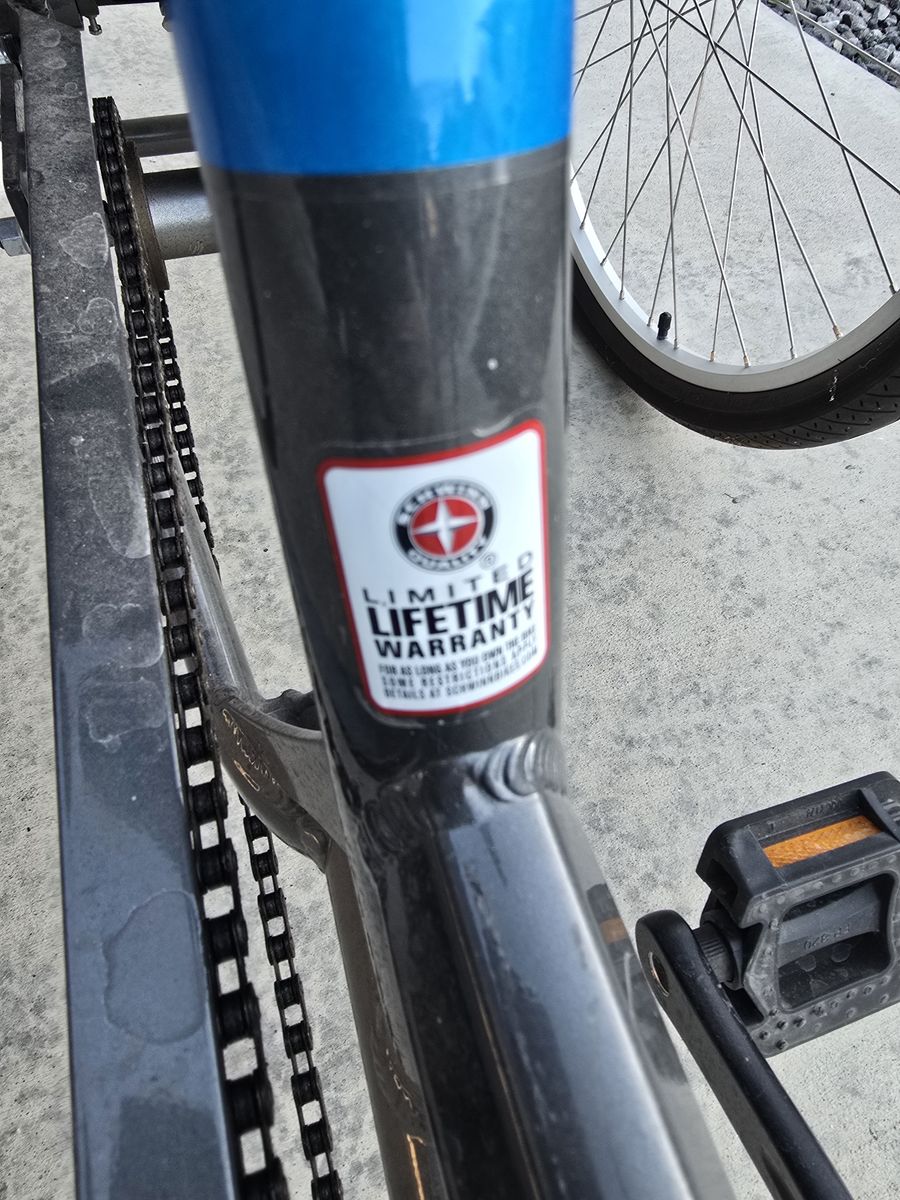 SCHWINN
QUALITY
®
LIMITED
LIFETIME
WARRANTY
FOR AS LONG AS YOU OWN THE BIKE
SOME RESTRICTIONS APPLY
DETAILS AT SCHWINNBIKES.COM